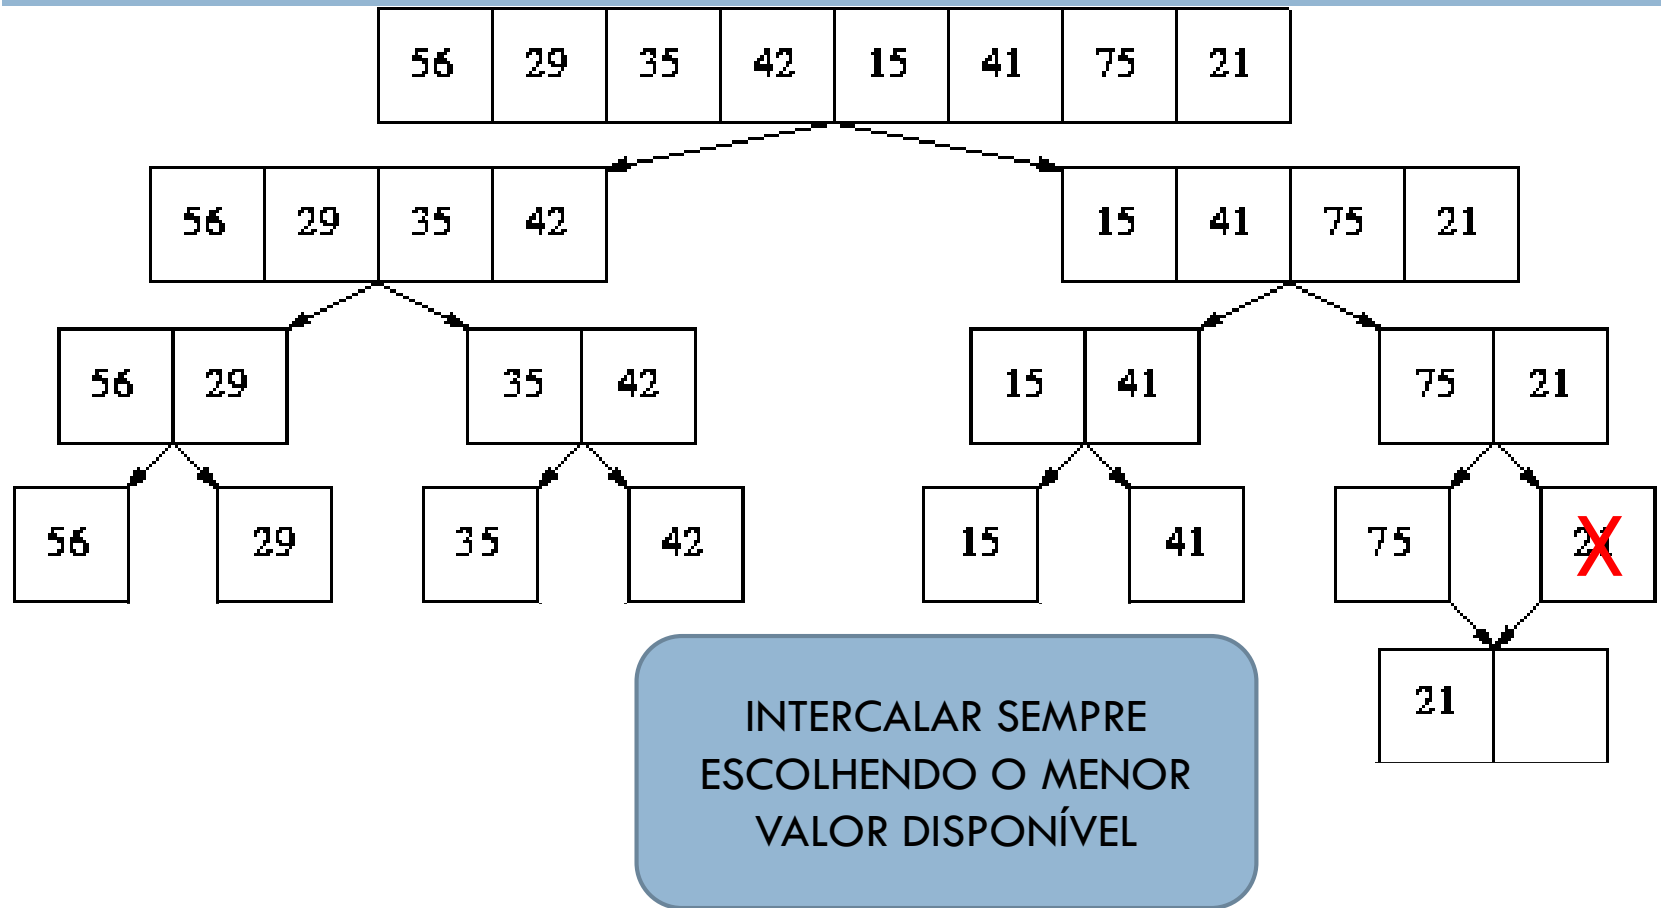 56 29 35 42 15 41 75 21
56 29 35 42 15 41 75 21
56 29 35 42 15 41 75 21
56 29 35 42 15 41 75 21
X
21
INTERCALAR SEMPRE
ESCOLHENDO O MENOR
VALOR DISPONÍVEL